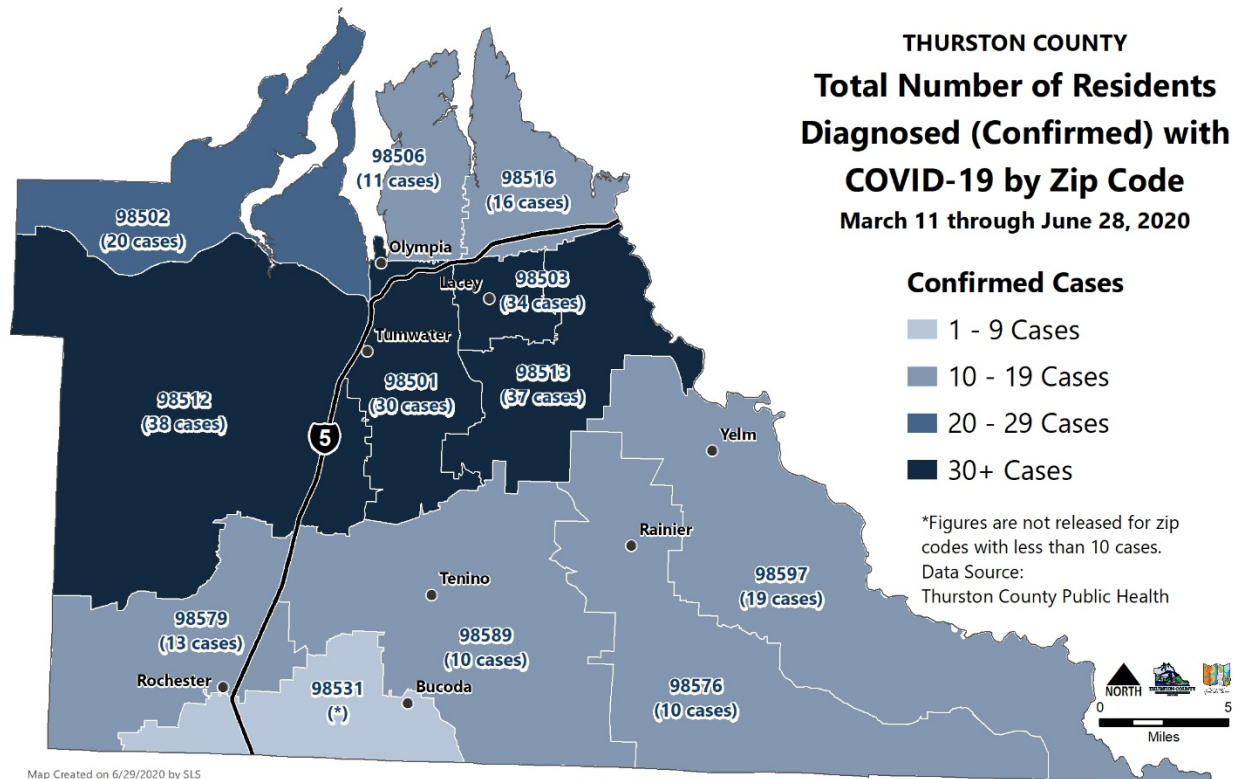 THURSTON COUNTY
Total Number of Residents
Diagnosed (Confirmed) with
COVID-19 by Zip Code
March 11 through June 28, 2020
98506
(11 cases)
98516
(16 cases)
98502
(20 cases)
Olympia
Lacey
98503
(34 cases)
Tumwater
98512
(38 cases)
98501
(30 cases)
98513
(37 cases)
5
Yelm
Rainier
Tenino
98597
(19 cases)
98579
(13 cases)
98589
(10 cases)
Rochester
98531
(*)
Bucoda
98576
(10 cases)
Confirmed Cases
1 - 9 Cases
10 - 19 Cases
20 - 29 Cases
30+ Cases
*Figures are not released for zip
codes with less than 10 cases.
Data Source:
Thurston County Public Health
NORTH
THURSTON COUNTY
0 5
Miles
Map Created on 6/29/2020 by SLS